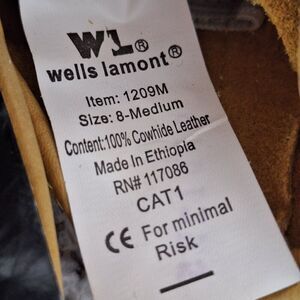 WL®
wells lamont®
Item: 1209M
Size: 8-Medium
Content:100% Cowhide Leather
Made In Ethiopia
RN# 117086
CAT1
CE For minimal
Risk